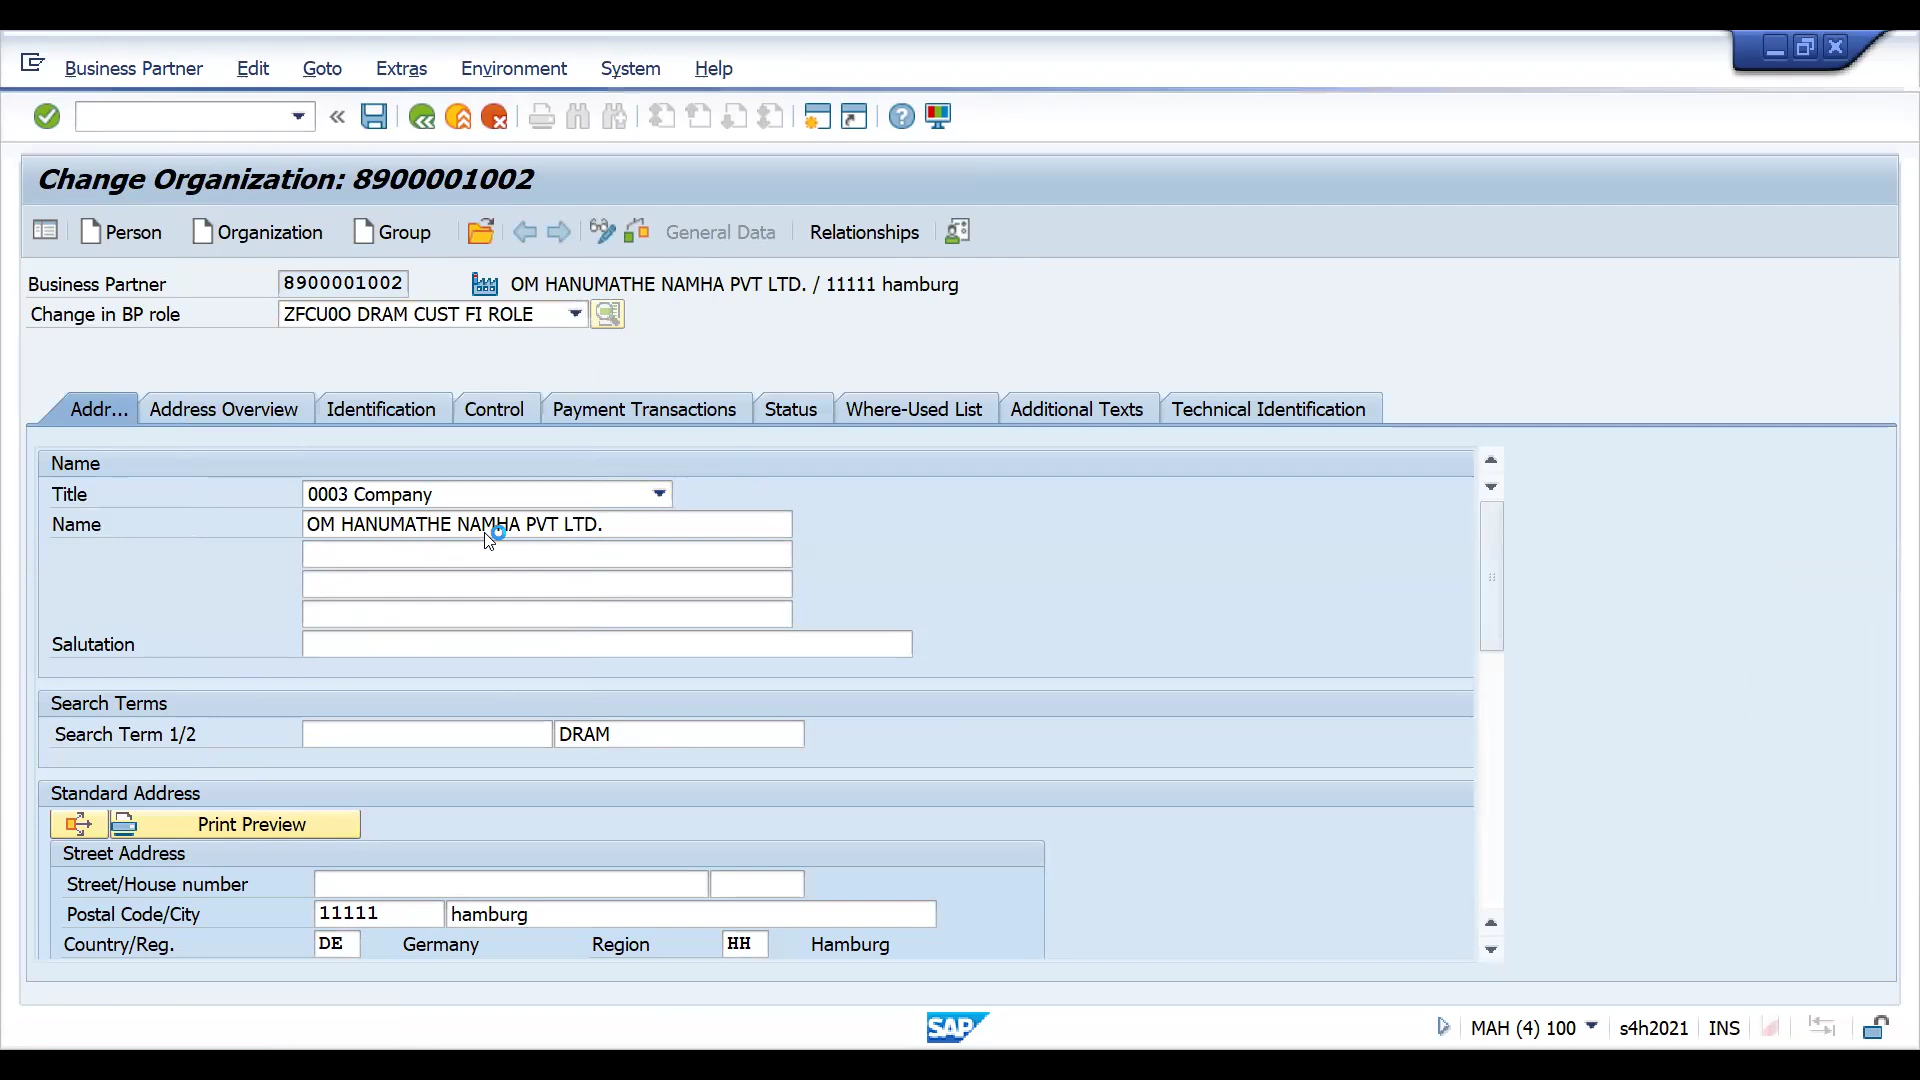 Business Partner Edit Goto Extras Environment System Help
Change Organization: 8900001002
Person Organization Group General Data Relationships
Business Partner 8900001002 OM HANUMATHE NAMHA PVT LTD. / 11111 hamburg
Change in BP role ZFCU0O DRAM CUST FI ROLE
Addr... Address Overview Identification Control Payment Transactions Status Where-Used List Additional Texts Technical Identification
Name
Title 0003 Company
Name OM HANUMATHE NAMHA PVT LTD.
Salutation
Search Terms
Search Term 1/2 DRAM
Standard Address
Print Preview
Street Address
Street/House number
Postal Code/City 11111 hamburg
Country/Reg. DE Germany Region HH Hamburg
SAP MAH (4) 100 s4h2021 INS